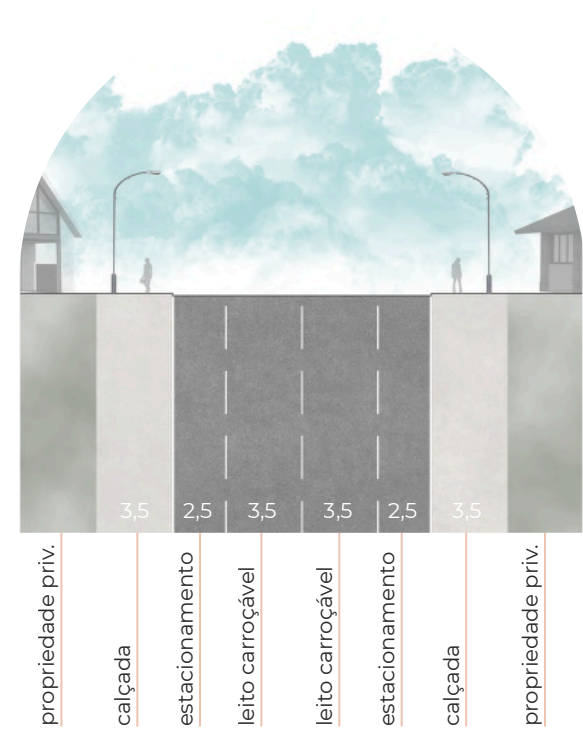 3,5
2,5
3,5
3,5
2,5
3,5
propriedade priv.
calçada
estacionamento
leito carroçável
leito carroçável
estacionamento
calçada
propriedade priv.